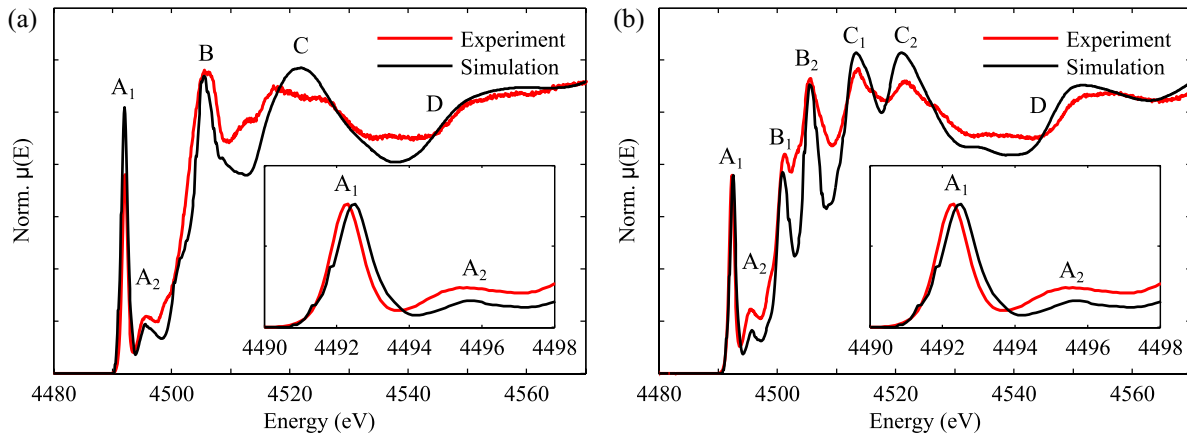 (a)
Norm. μ(E)
A1
A2
B
C
D
Experiment
Simulation
A1
A2
4490 4492 4494 4496 4498
4480 4500 4520 4540 4560
Energy (eV)
(b)
Norm. μ(E)
A1
A2
B1
B2
C1
C2
D
Experiment
Simulation
A1
A2
4490 4492 4494 4496 4498
4480 4500 4520 4540 4560
Energy (eV)